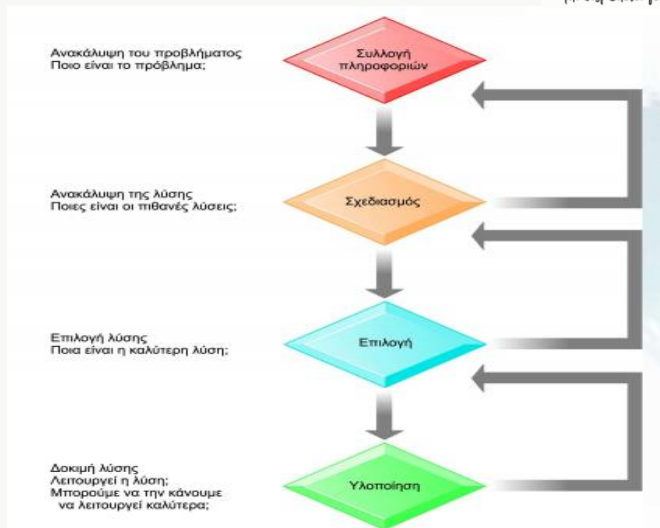 Ανακάλυψη του προβλήματος
Ποιο είναι το πρόβλημα;
Συλλογή
πληροφοριών
Ανακάλυψη της λύσης
Ποιες είναι οι πιθανές λύσεις;
Σχεδιασμός
Επιλογή λύσης
Ποια είναι η καλύτερη λύση;
Επιλογή
Δοκιμή λύσης
Λειτουργεί η λύση;
Μπορούμε να την κάνουμε
να λειτουργεί καλύτερα;
Υλοποίηση